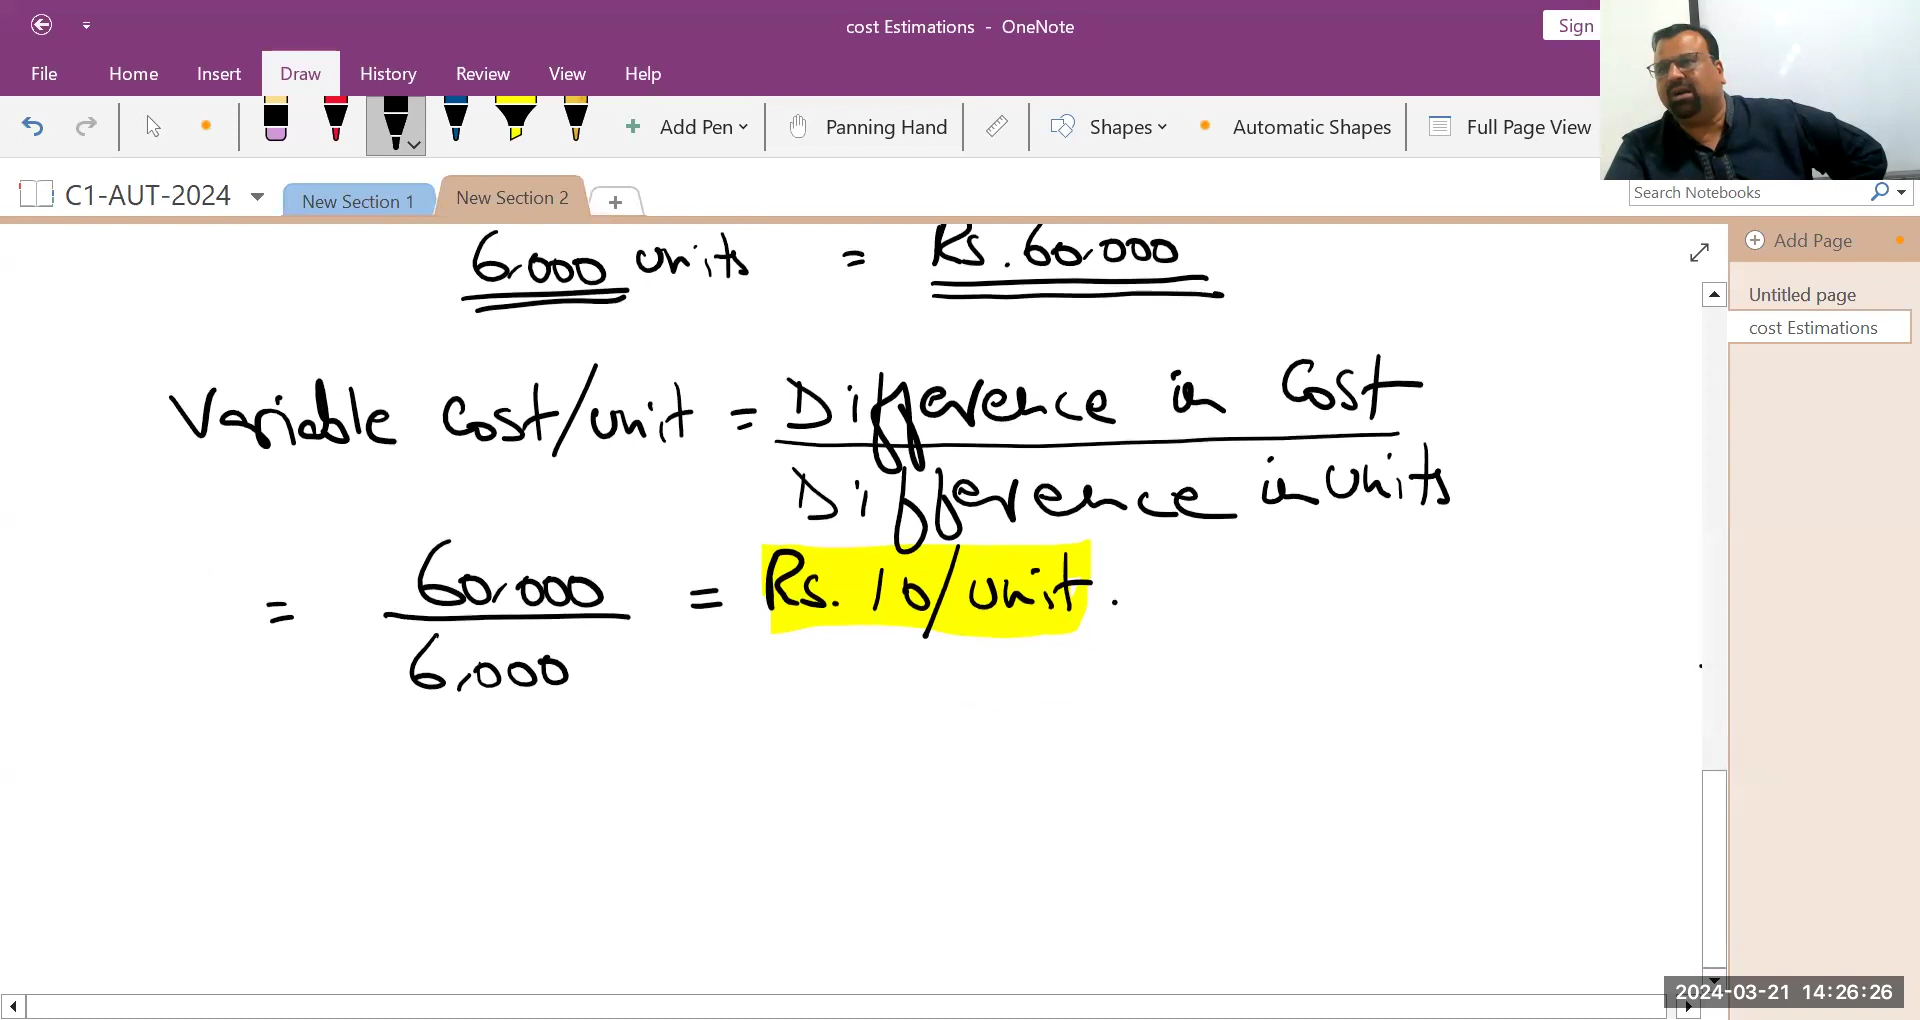 cost Estimations - OneNote
Sign
File Home Insert Draw History Review View Help
Add Pen Panning Hand Shapes Automatic Shapes Full Page View
C1-AUT-2024 New Section 1 New Section 2
Search Notebooks
Add Page
Untitled page
cost Estimations
6,000 units = Rs. 60,000
Variable Cost/unit = Difference in Cost
Difference in units
= 60,000 = Rs. 10/unit.
6,000
2024-03-21 14:26:26